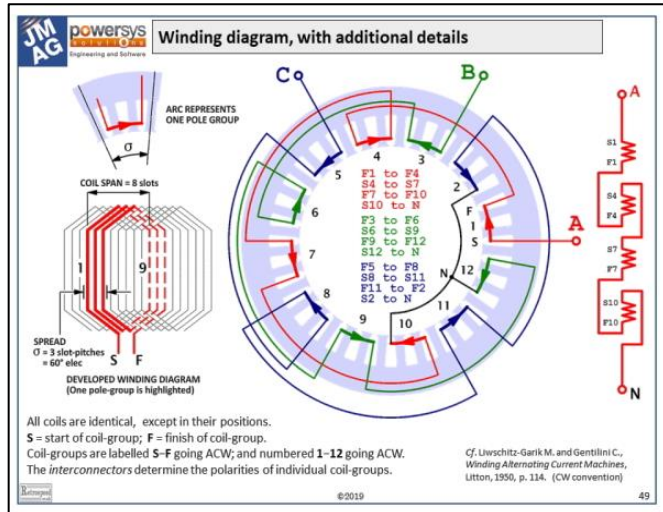 JM
AG
powersys
solutions
Engineering and Software
Winding diagram, with additional details
ARC REPRESENTS
ONE POLE GROUP
σ
COIL SPAN = 8 slots
1
9
SPREAD
σ = 3 slot-pitches
= 60° elec
S F
DEVELOPED WINDING DIAGRAM
(One pole-group is highlighted)
C
B
A
4
3
5
2
6
F
1
S
7
12
N
8
11
9
10
F1 to F4
S4 to S7
F7 to F10
S10 to N
F3 to F6
S6 to S9
F9 to F12
S12 to N
F5 to F8
S8 to S11
F11 to F2
S2 to N
A
S1
F1
S4
F4
S7
F7
S10
F10
N
All coils are identical, except in their positions.
S = start of coil-group; F = finish of coil-group.
Coil-groups are labelled S–F going ACW; and numbered 1–12 going ACW.
The interconnectors determine the polarities of individual coil-groups.
Cf. Liwschitz-Garik M. and Gentilini C.,
Winding Alternating Current Machines,
Litton, 1950, p. 114. (CW convention)
©2019
49